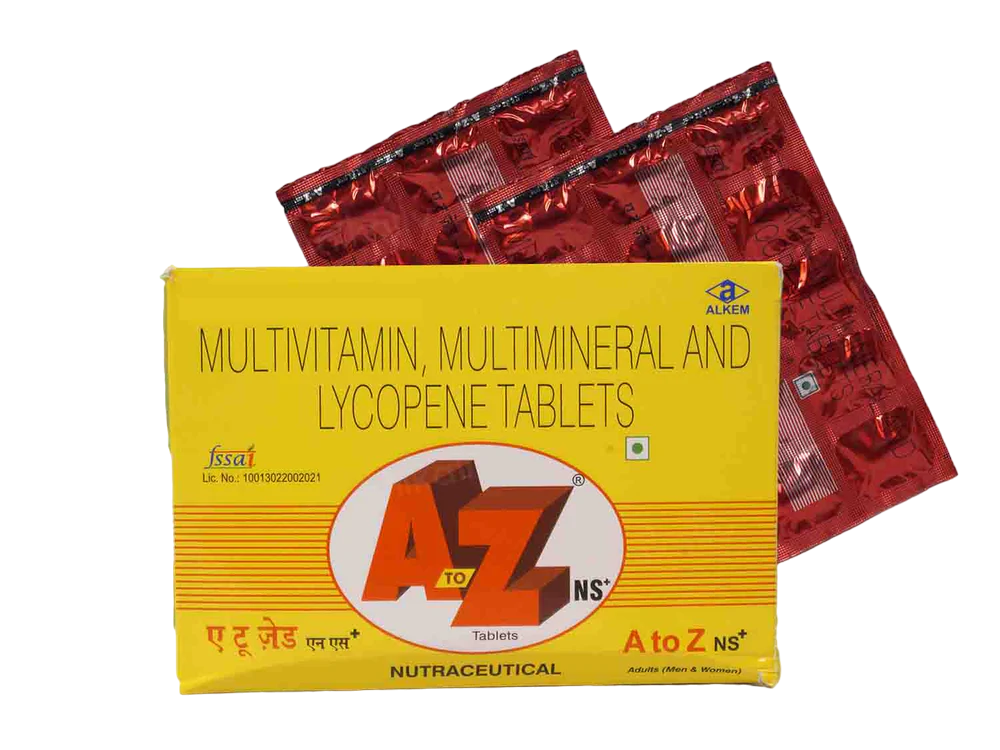 ALKEM
MULTIVITAMIN, MULTIMINERAL AND
LYCOPENE TABLETS
fssai
Lic. No.: 10013022002021
A TO Z NS+ ®
Tablets
ए टू ज़ेड एन एस+
A to Z NS+
NUTRACEUTICAL
Adults (Men & Women)